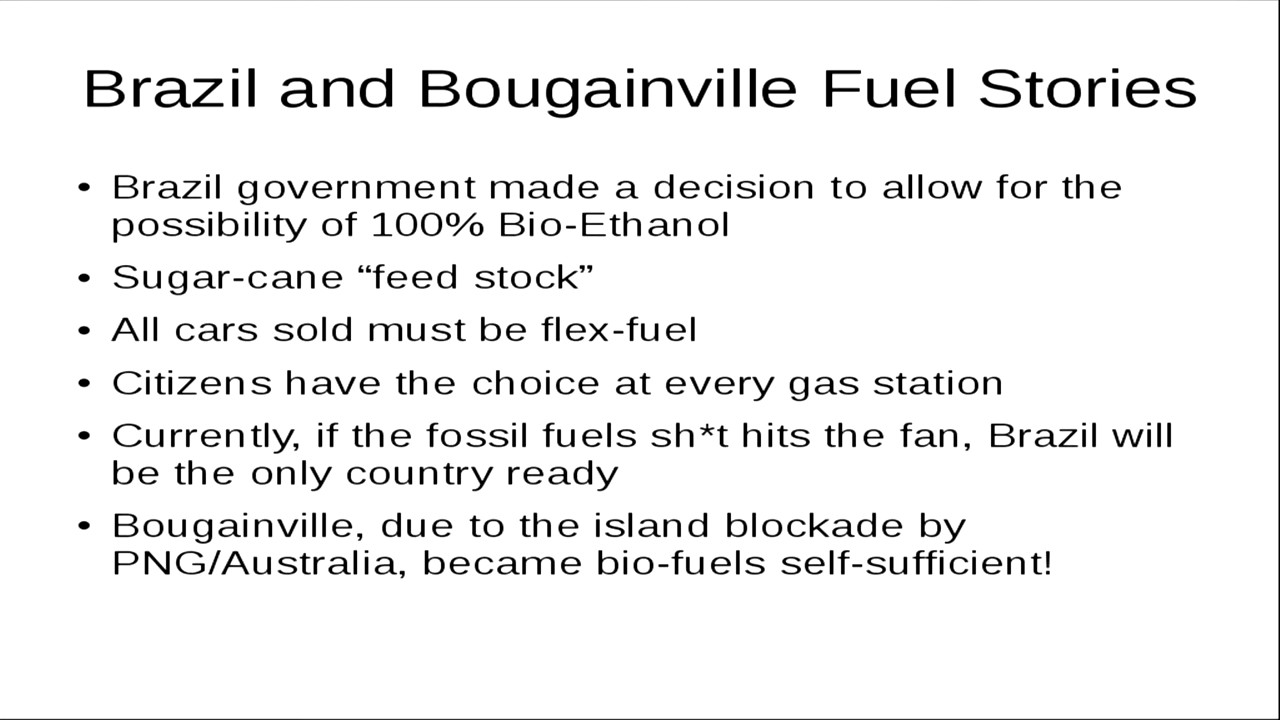 Brazil and Bougainville Fuel Stories
• Brazil government made a decision to allow for the
possibility of 100% Bio-Ethanol
• Sugar-cane “feed stock”
• All cars sold must be flex-fuel
• Citizens have the choice at every gas station
• Currently, if the fossil fuels sh*t hits the fan, Brazil will
be the only country ready
• Bougainville, due to the island blockade by
PNG/Australia, became bio-fuels self-sufficient!